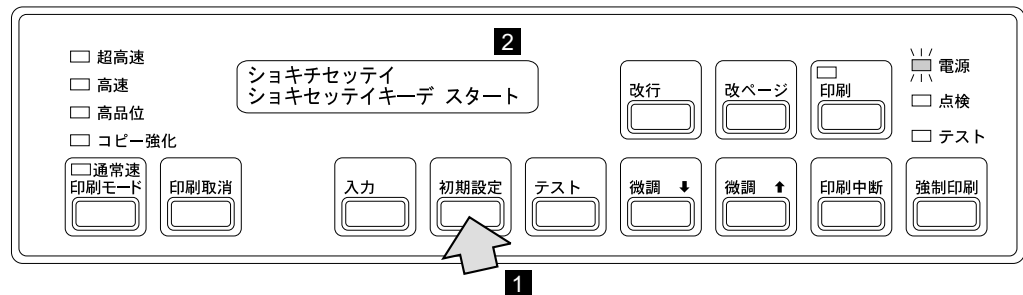 超高速
高速
高品位
コピー強化
2
ショキチセッテイ
ショキセッテイキーデ スタート
改行
改ページ
印刷
電源
点検
テスト
通常速
印刷モード
印刷取消
入力
初期設定
テスト
微調 ⬇
微調 ⬆
印刷中断
強制印刷
1